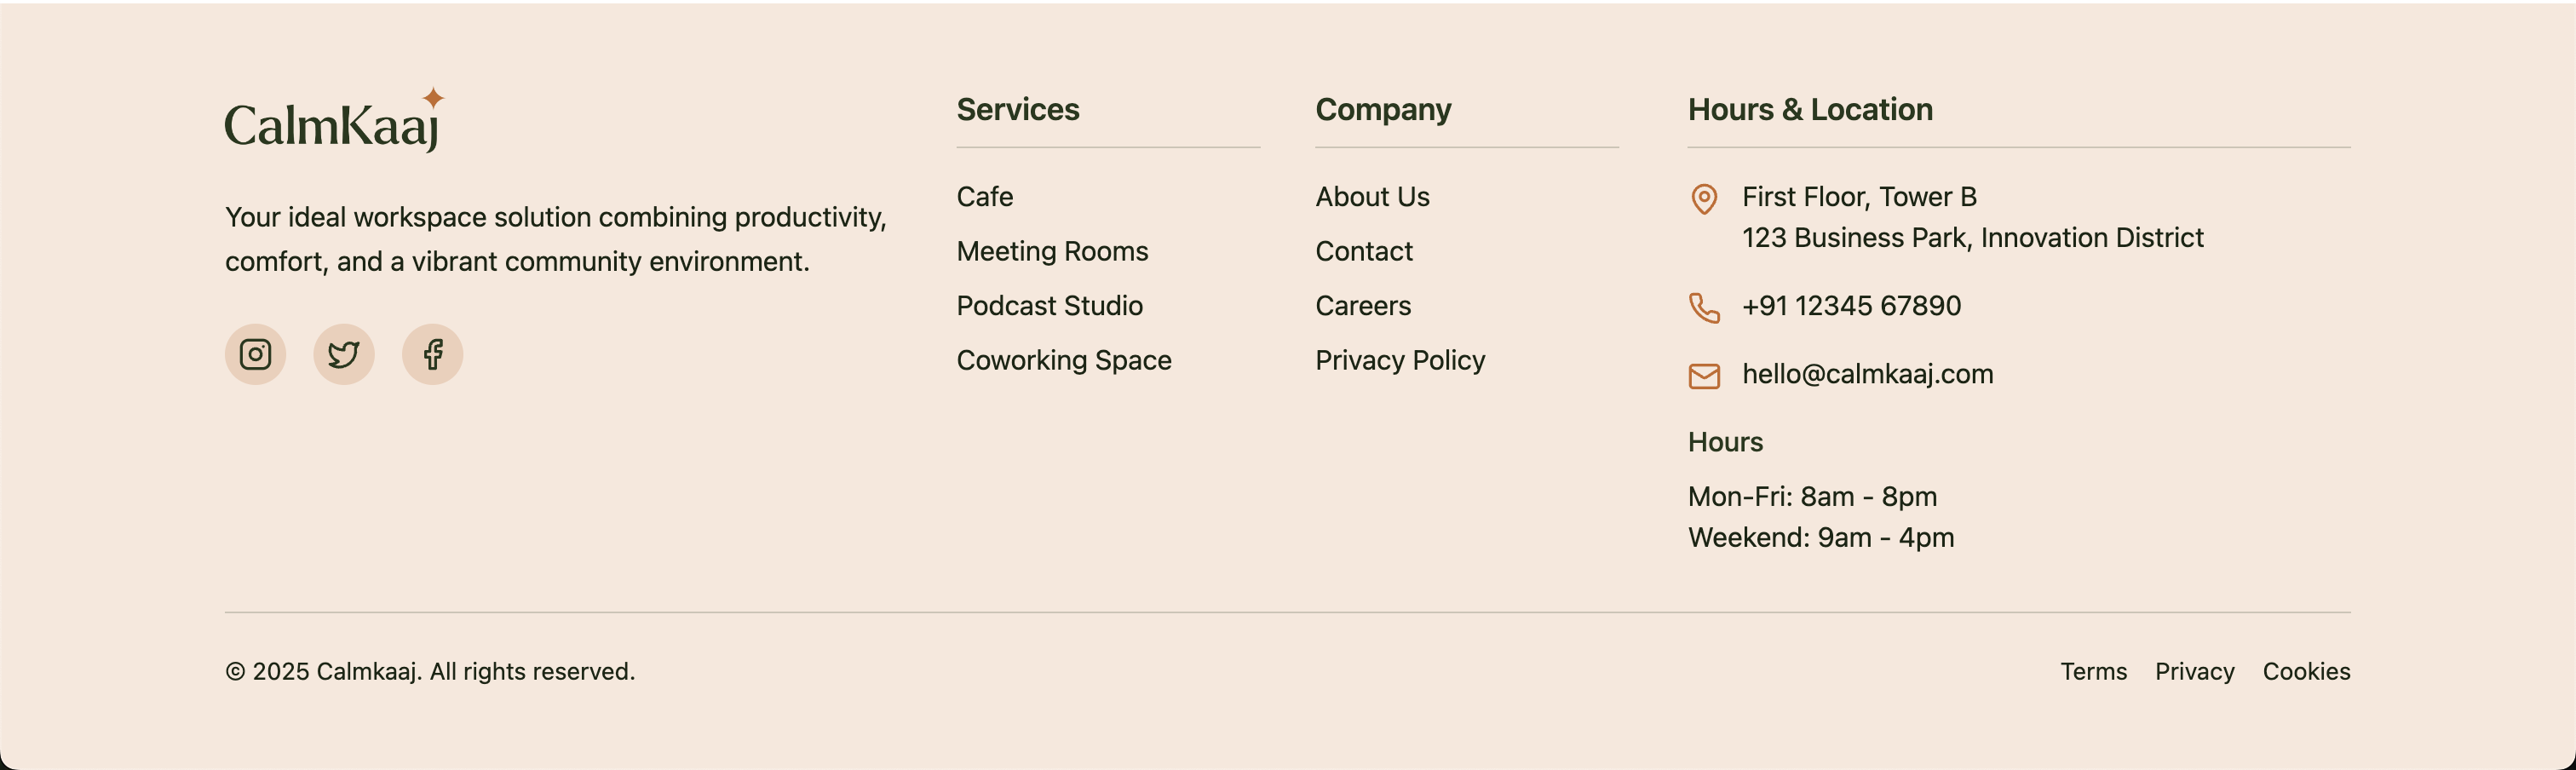 CalmKaaj
Your ideal workspace solution combining productivity,
comfort, and a vibrant community environment.
Services
Cafe
Meeting Rooms
Podcast Studio
Coworking Space
Company
About Us
Contact
Careers
Privacy Policy
Hours & Location
First Floor, Tower B
123 Business Park, Innovation District
+91 12345 67890
hello@calmkaaj.com
Hours
Mon-Fri: 8am - 8pm
Weekend: 9am - 4pm
© 2025 Calmkaaj. All rights reserved.
Terms Privacy Cookies